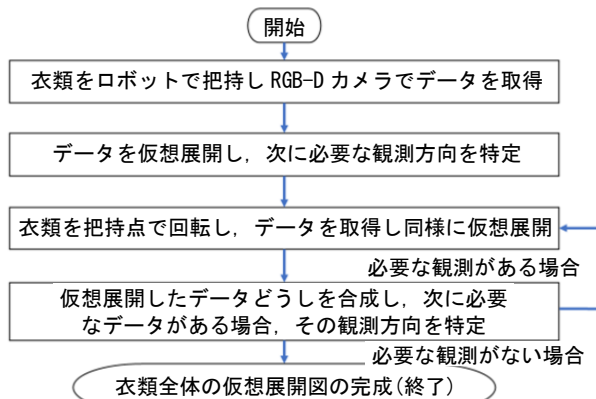 開始
衣類をロボットで把持し RGB-D カメラでデータを取得
データを仮想展開し，次に必要な観測方向を特定
衣類を把持点で回転し，データを取得し同様に仮想展開
必要な観測がある場合
仮想展開したデータどうしを合成し，次に必要
なデータがある場合，その観測方向を特定
必要な観測がない場合
衣類全体の仮想展開図の完成(終了)